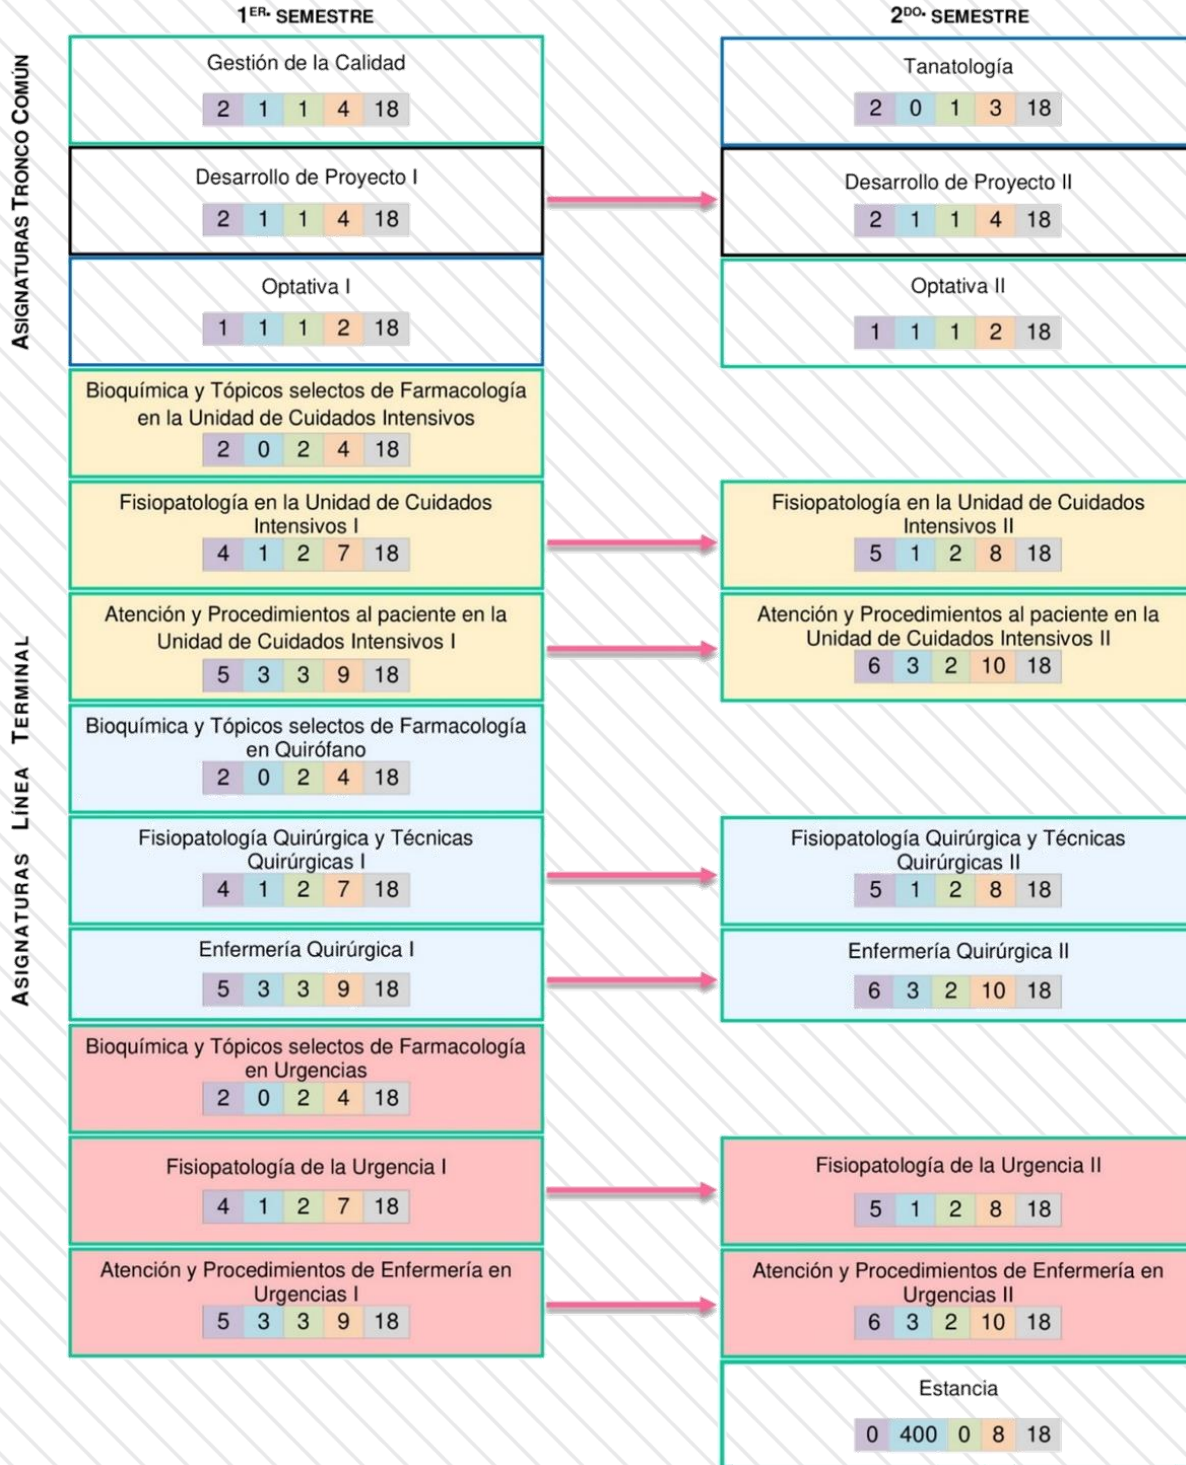 1ER. SEMESTRE
2DO. SEMESTRE
ASIGNATURAS TRONCO COMÚN
Gestión de la Calidad
2 1 1 4 18
Tanatología
2 0 1 3 18
Desarrollo de Proyecto I
2 1 1 4 18
Desarrollo de Proyecto II
2 1 1 4 18
Optativa I
1 1 1 2 18
Optativa II
1 1 1 2 18
ASIGNATURAS LÍNEA TERMINAL
Bioquímica y Tópicos selectos de Farmacología
en la Unidad de Cuidados Intensivos
2 0 2 4 18
Fisiopatología en la Unidad de Cuidados
Intensivos I
4 1 2 7 18
Fisiopatología en la Unidad de Cuidados
Intensivos II
5 1 2 8 18
Atención y Procedimientos al paciente en la
Unidad de Cuidados Intensivos I
5 3 3 9 18
Atención y Procedimientos al paciente en la
Unidad de Cuidados Intensivos II
6 3 2 10 18
Bioquímica y Tópicos selectos de Farmacología
en Quirófano
2 0 2 4 18
Fisiopatología Quirúrgica y Técnicas
Quirúrgicas I
4 1 2 7 18
Fisiopatología Quirúrgica y Técnicas
Quirúrgicas II
5 1 2 8 18
Enfermería Quirúrgica I
5 3 3 9 18
Enfermería Quirúrgica II
6 3 2 10 18
Bioquímica y Tópicos selectos de Farmacología
en Urgencias
2 0 2 4 18
Fisiopatología de la Urgencia I
4 1 2 7 18
Fisiopatología de la Urgencia II
5 1 2 8 18
Atención y Procedimientos de Enfermería en
Urgencias I
5 3 3 9 18
Atención y Procedimientos de Enfermería en
Urgencias II
6 3 2 10 18
Estancia
0 400 0 8 18